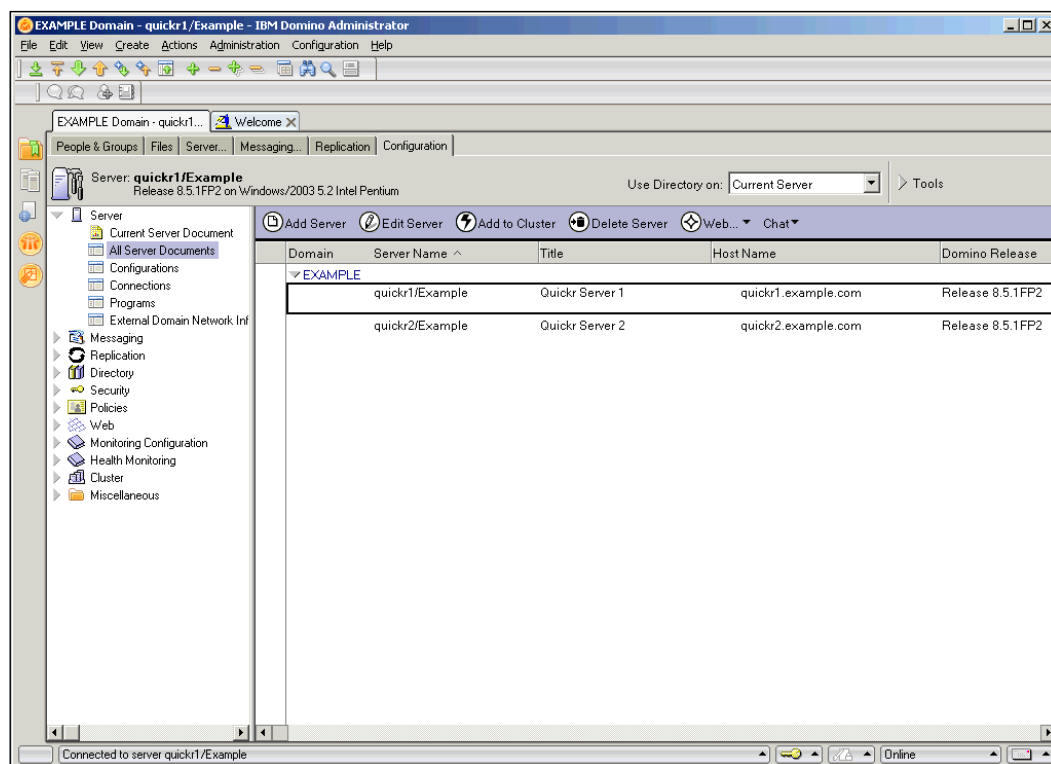 EXAMPLE Domain - quickr1/Example - IBM Domino Administrator
File Edit View Create Actions Administration Configuration Help
EXAMPLE Domain - quickr1... Welcome
People & Groups Files Server... Messaging... Replication Configuration
Server: quickr1/Example
Release 8.5.1FP2 on Windows/2003 5.2 Intel Pentium
Use Directory on: Current Server Tools
Server
Current Server Document
All Server Documents
Configurations
Connections
Programs
External Domain Network Inf
Messaging
Replication
Directory
Security
Policies
Web
Monitoring Configuration
Health Monitoring
Cluster
Miscellaneous
Add Server Edit Server Add to Cluster Delete Server Web... Chat
Domain Server Name Title Host Name Domino Release
EXAMPLE
quickr1/Example Quickr Server 1 quickr1.example.com Release 8.5.1FP2
quickr2/Example Quickr Server 2 quickr2.example.com Release 8.5.1FP2
Connected to server quickr1/Example Online